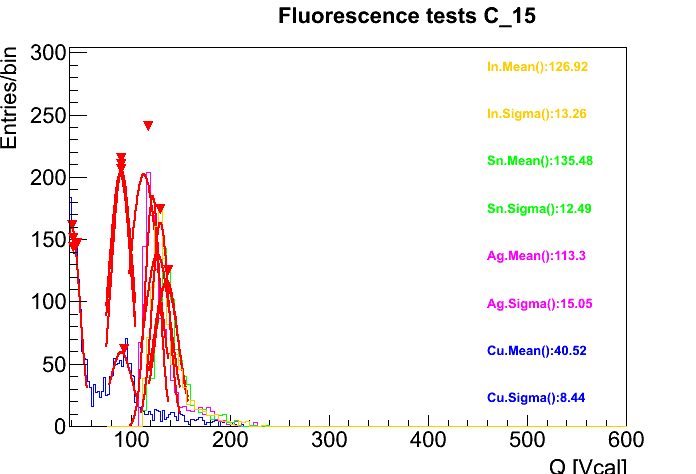 Fluorescence tests C_15
Entries/bin
300
250
200
150
100
50
0
In.Mean():126.92
In.Sigma():13.26
Sn.Mean():135.48
Sn.Sigma():12.49
Ag.Mean():113.3
Ag.Sigma():15.05
Cu.Mean():40.52
Cu.Sigma():8.44
100 200 300 400 500 600
Q [Vcal]